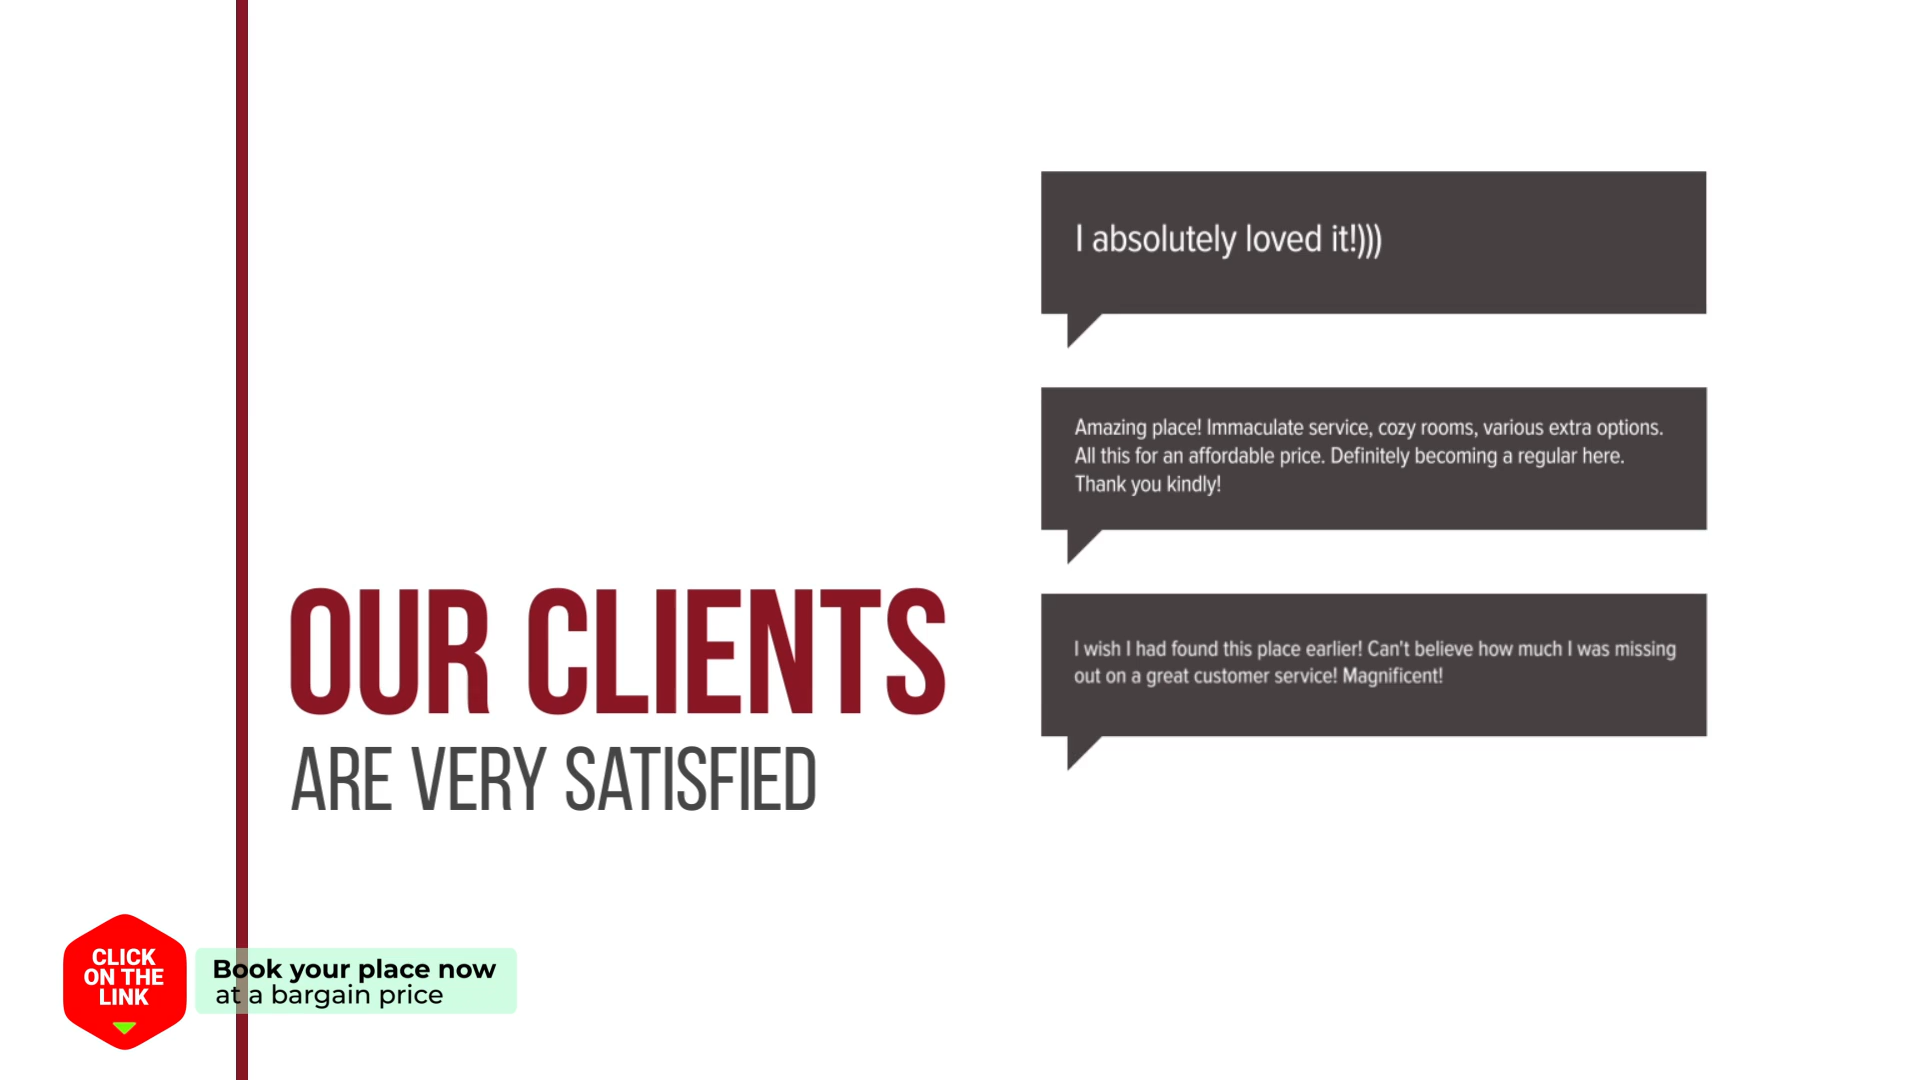 I absolutely loved it!)))
Amazing place! Immaculate service, cozy rooms, various extra options.
All this for an affordable price. Definitely becoming a regular here.
Thank you kindly!
I wish I had found this place earlier! Can't believe how much I was missing
out on a great customer service! Magnificent!
OUR CLIENTS
ARE VERY SATISFIED
CLICK
ON THE
LINK
Book your place now
at a bargain price